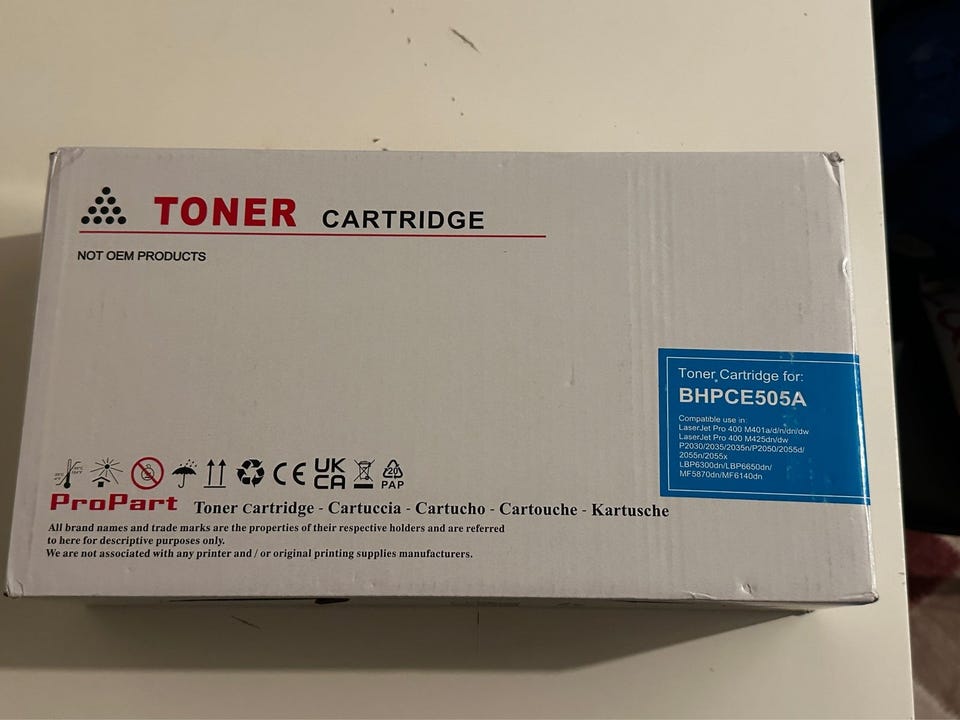 TONER CARTRIDGE
NOT OEM PRODUCTS
Toner Cartridge for:
BHPCE505A
Compatible use in:
LaserJet Pro 400 M401a/d/n/dn/dw
LaserJet Pro 400 M425dn/dw
P2030/2035/2035n/P2050/2055d/
2055n/2055x
LBP6300dn/LBP6650dn/
MF5870dn/MF6140dn
UK
CA
20
PAP
ProPart Toner Cartridge - Cartuccia - Cartucho - Cartouche - Kartusche
All brand names and trade marks are the properties of their respective holders and are referred
to here for descriptive purposes only.
We are not associated with any printer and / or original printing supplies manufacturers.